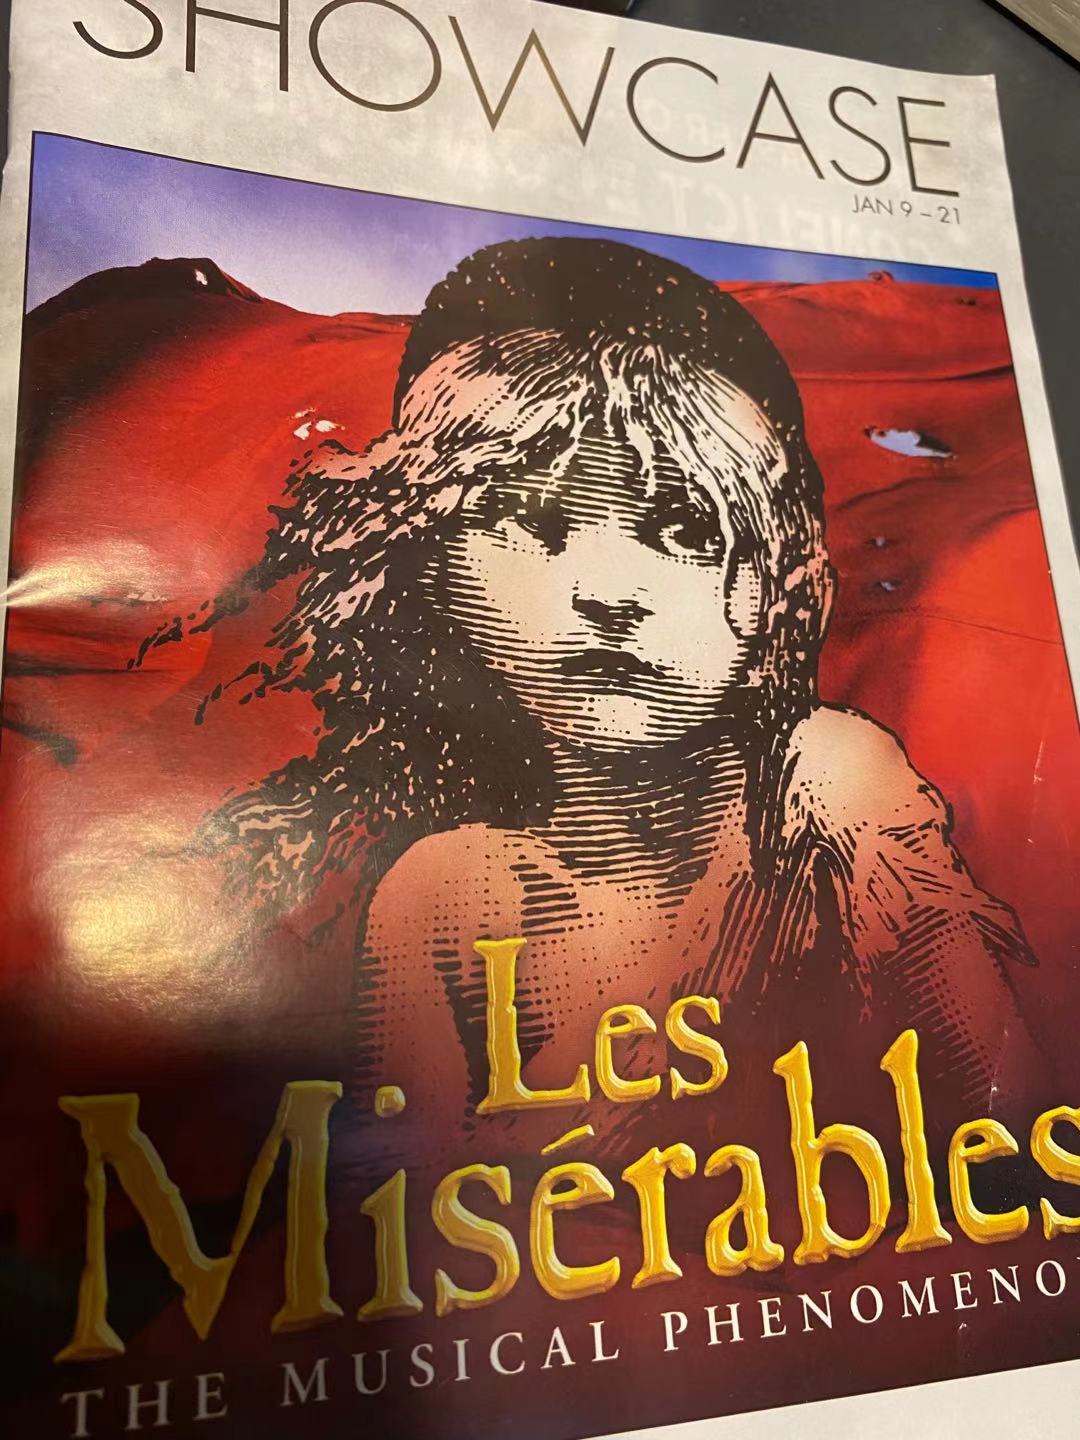 SHOWCASE
JAN 9 – 21
Les
Misérables
THE MUSICAL PHENOMENO